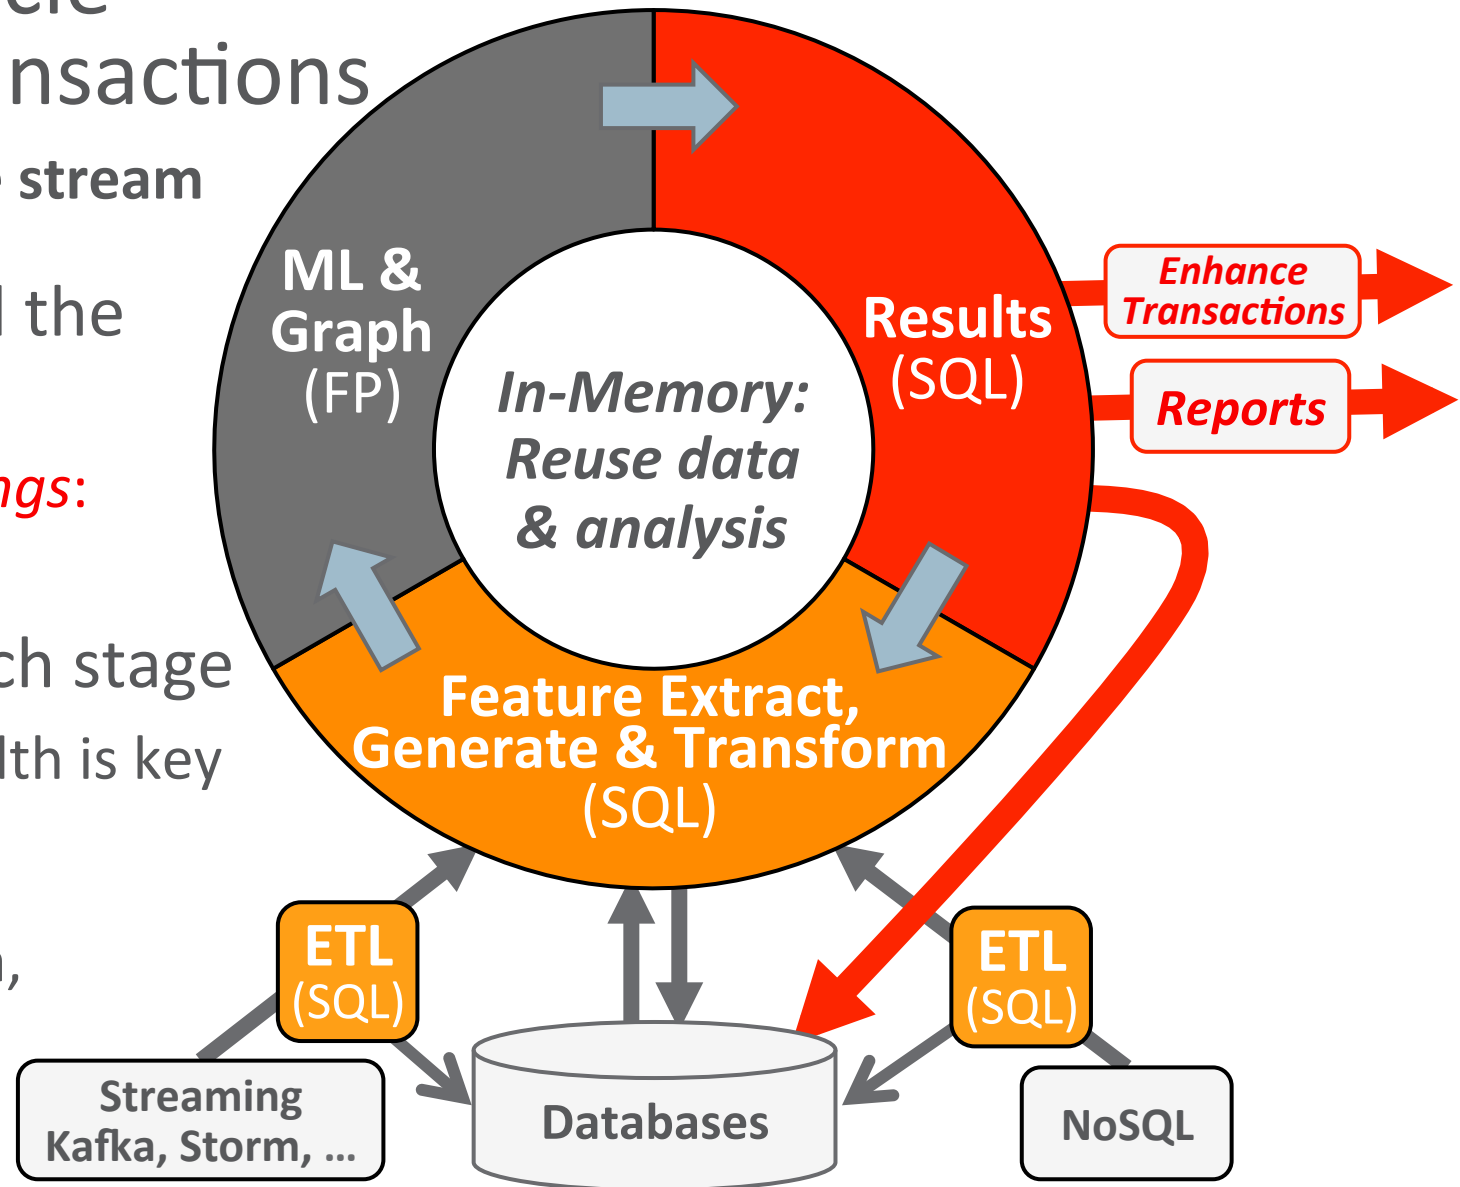 nsactions
stream
the
ngs:
ch stage
lth is key
ML &
Graph
(FP)
Results
(SQL)
In-Memory:
Reuse data
& analysis
Feature Extract,
Generate & Transform
(SQL)
Enhance
Transactions
Reports
ETL
(SQL)
ETL
(SQL)
Streaming
Kafka, Storm, ...
Databases
NoSQL